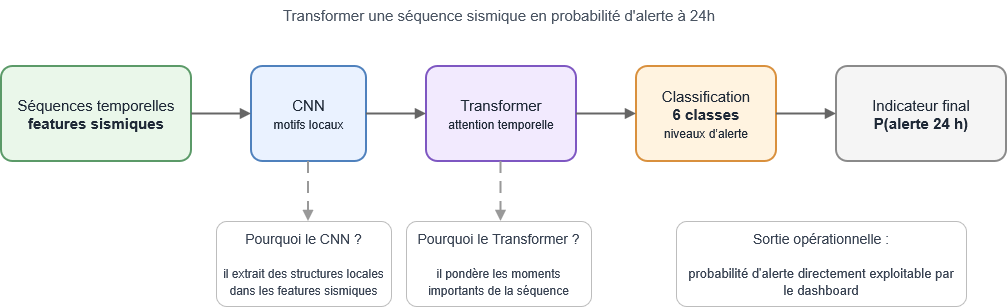 Transformer une séquence sismique en probabilité d'alerte à 24h
Séquences temporelles
features sismiques
CNN
motifs locaux
Transformer
attention temporelle
Classification
6 classes
niveaux d'alerte
Indicateur final
P(alerte 24 h)
Pourquoi le CNN ?
il extrait des structures locales
dans les features sismiques
Pourquoi le Transformer ?
il pondère les moments
importants de la séquence
Sortie opérationnelle :
probabilité d'alerte directement exploitable par
le dashboard